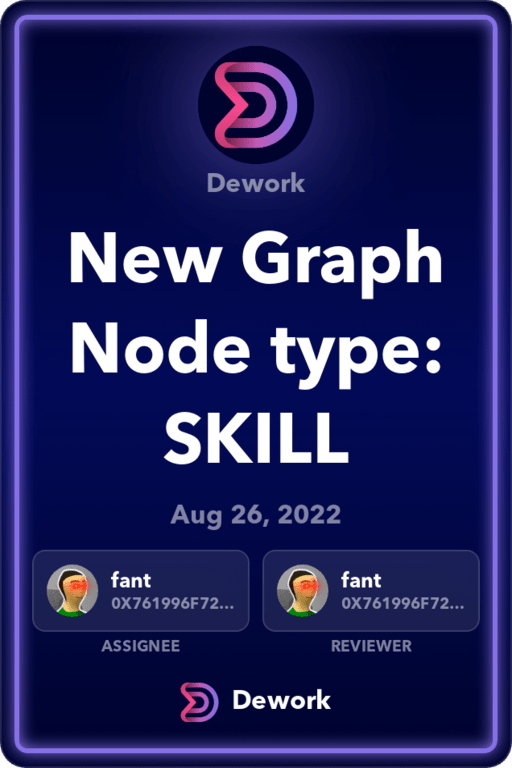 Dework
New Graph
Node type:
SKILL
Aug 26, 2022
fant
0X761996F72...
ASSIGNEE
fant
0X761996F72...
REVIEWER
Dework